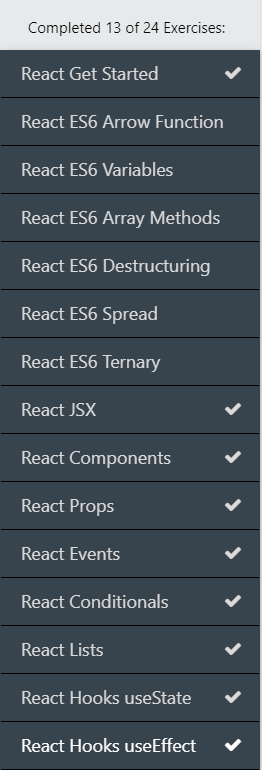 Completed 13 of 24 Exercises:
React Get Started
React ES6 Arrow Function
React ES6 Variables
React ES6 Array Methods
React ES6 Destructuring
React ES6 Spread
React ES6 Ternary
React JSX
React Components
React Props
React Events
React Conditionals
React Lists
React Hooks useState
React Hooks useEffect